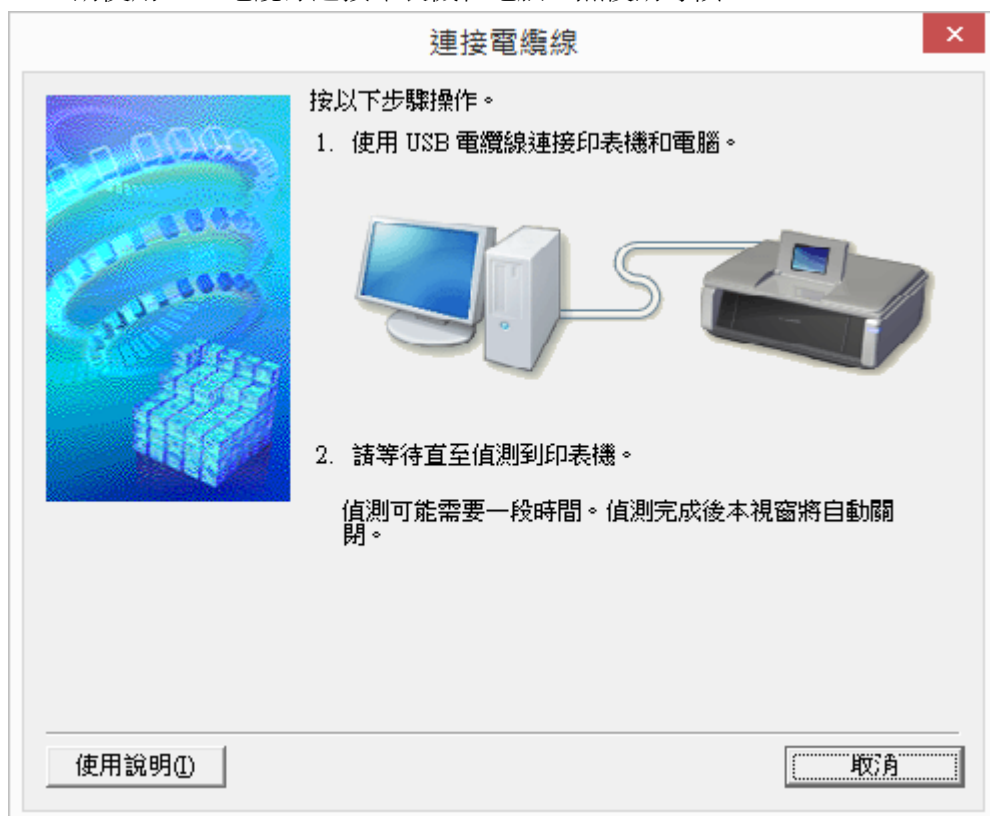 連接電纜線
按以下步驟操作。
1. 使用 USB 電纜線連接印表機和電腦。
2. 請等待直至偵測到印表機。
偵測可能需要一段時間。偵測完成後本視窗將自動關
閉。
使用說明(I)
取消